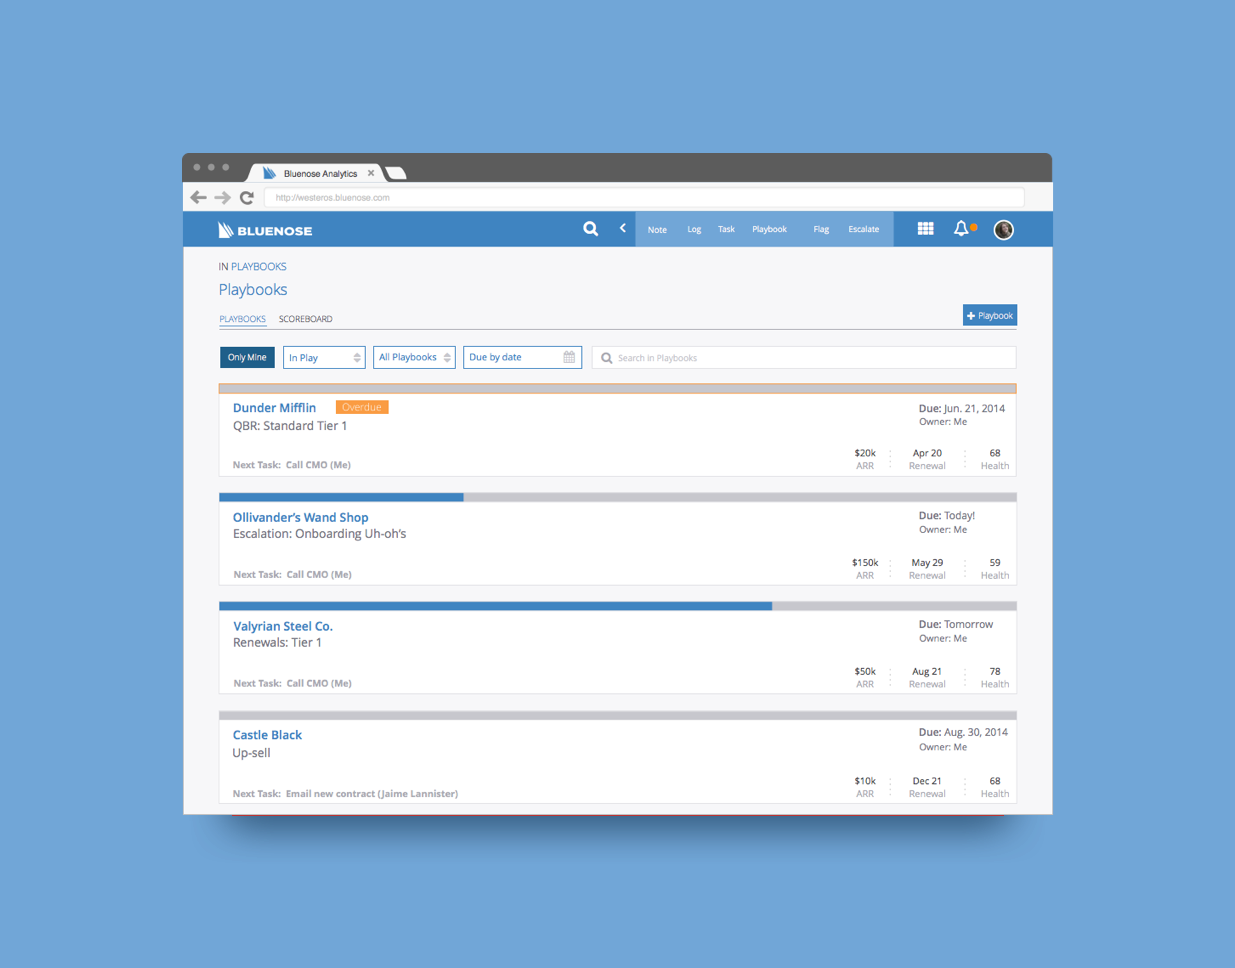 Bluenose Analytics
http://westeros.bluenose.com
BLUENOSE
Note Log Task Playbook Flag Escalate
IN PLAYBOOKS
Playbooks
PLAYBOOKS SCOREBOARD
+ Playbook
Only Mine In Play All Playbooks Due by date Search in Playbooks
Dunder Mifflin Overdue Due: Jun. 21, 2014
QBR: Standard Tier 1 Owner: Me
$20k Apr 20 68
Next Task: Call CMO (Me) ARR Renewal Health
Ollivander's Wand Shop Due: Today!
Escalation: Onboarding Uh-oh's Owner: Me
$150k May 29 59
Next Task: Call CMO (Me) ARR Renewal Health
Valyrian Steel Co. Due: Tomorrow
Renewals: Tier 1 Owner: Me
$50k Aug 21 78
Next Task: Call CMO (Me) ARR Renewal Health
Castle Black Due: Aug. 30, 2014
Up-sell Owner: Me
$10k Dec 21 68
Next Task: Email new contract (Jaime Lannister) ARR Renewal Health